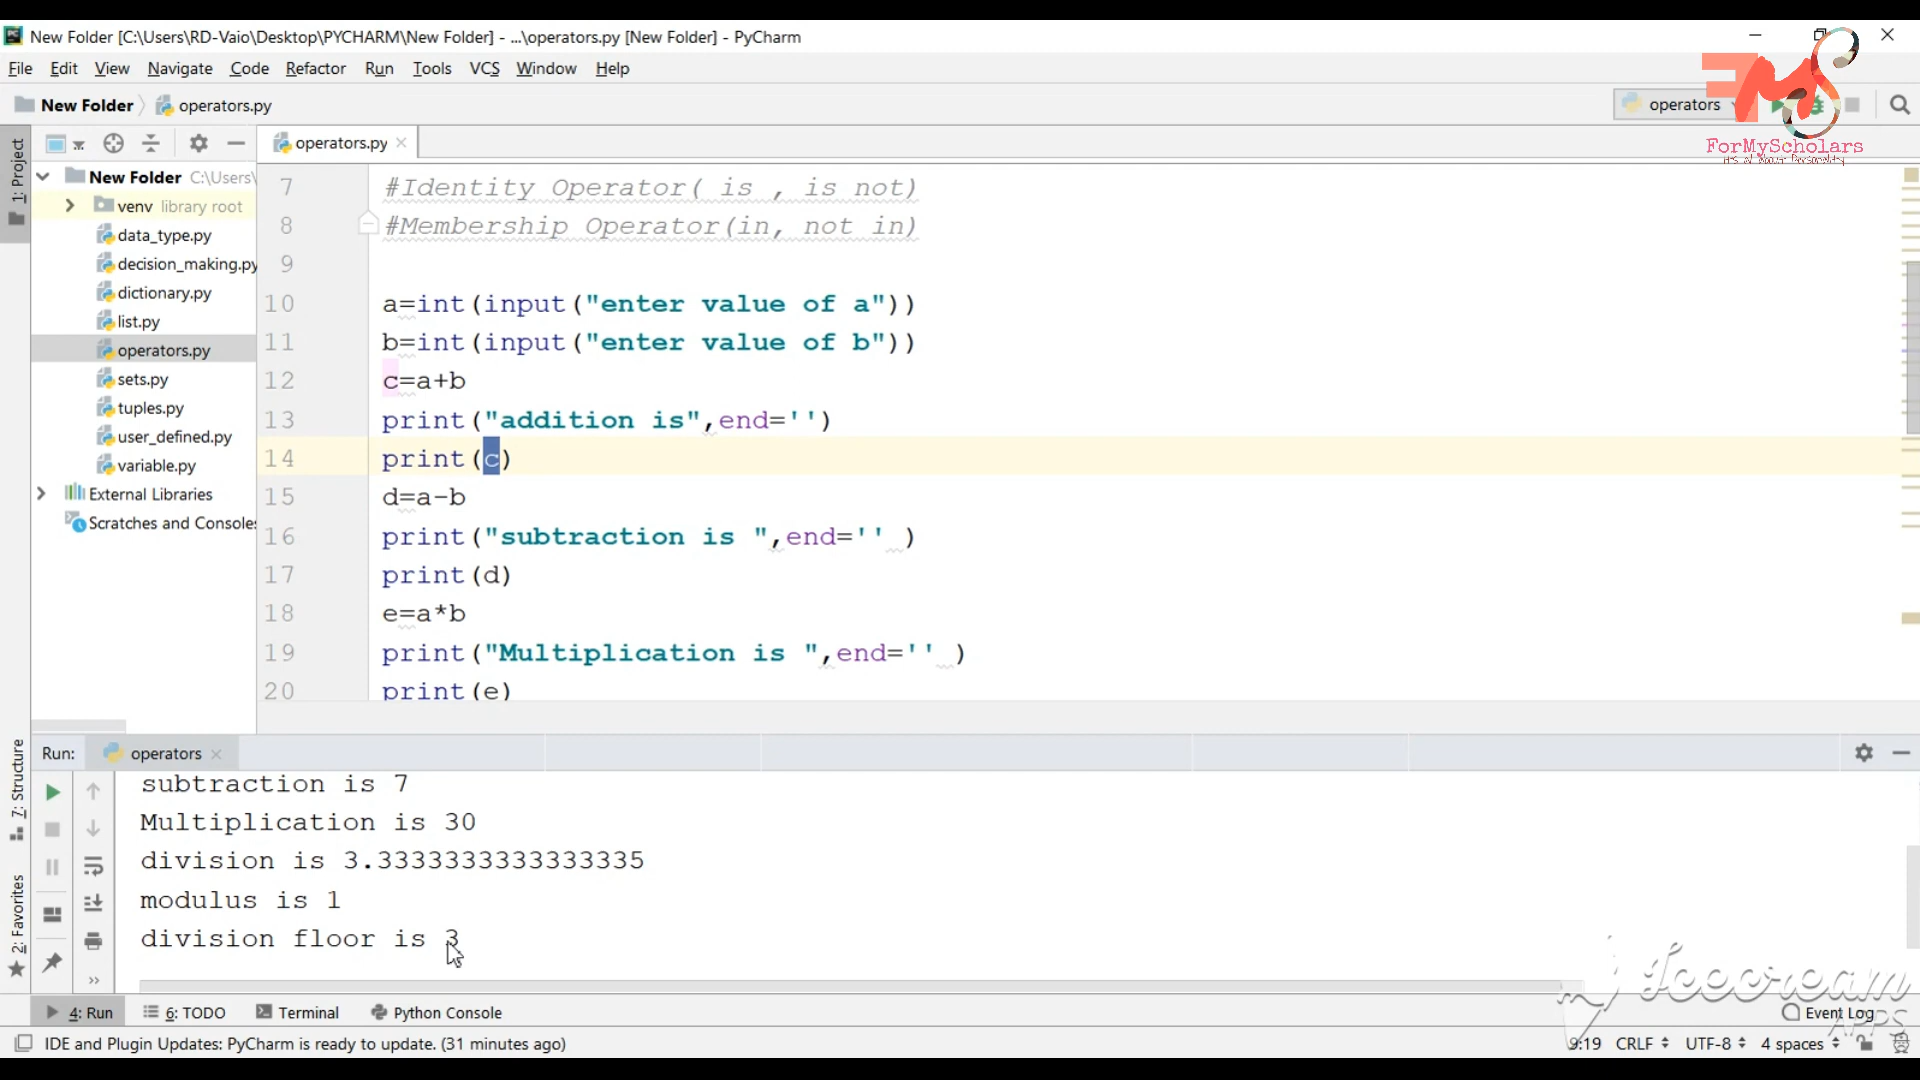 New Folder [C:\Users\RD-Vaio\Desktop\PYCHARM\New Folder] - ...\operators.py [New Folder] - PyCharm
File Edit View Navigate Code Refactor Run Tools VCS Window Help
New Folder operators.py
operators
FMS
ForMyScholars
1: Project
operators.py
New Folder C:\Users\
venv library root
data_type.py
decision_making.py
dictionary.py
list.py
operators.py
sets.py
tuples.py
user_defined.py
variable.py
External Libraries
Scratches and Consoles
7 #Identity Operator( is , is not)
8 #Membership Operator(in, not in)
9
10 a=int(input("enter value of a"))
11 b=int(input("enter value of b"))
12 c=a+b
13 print("addition is",end='')
14 print(c)
15 d=a-b
16 print("subtraction is ",end='' )
17 print(d)
18 e=a*b
19 print("Multiplication is ",end='' )
20 print(e)
7: Structure
2: Favorites
Run: operators
subtraction is 7
Multiplication is 30
division is 3.3333333333333335
modulus is 1
division floor is 3
Icecream
APPS
4: Run 6: TODO Terminal Python Console Event Log
IDE and Plugin Updates: PyCharm is ready to update. (31 minutes ago) 9:19 CRLF UTF-8 4 spaces